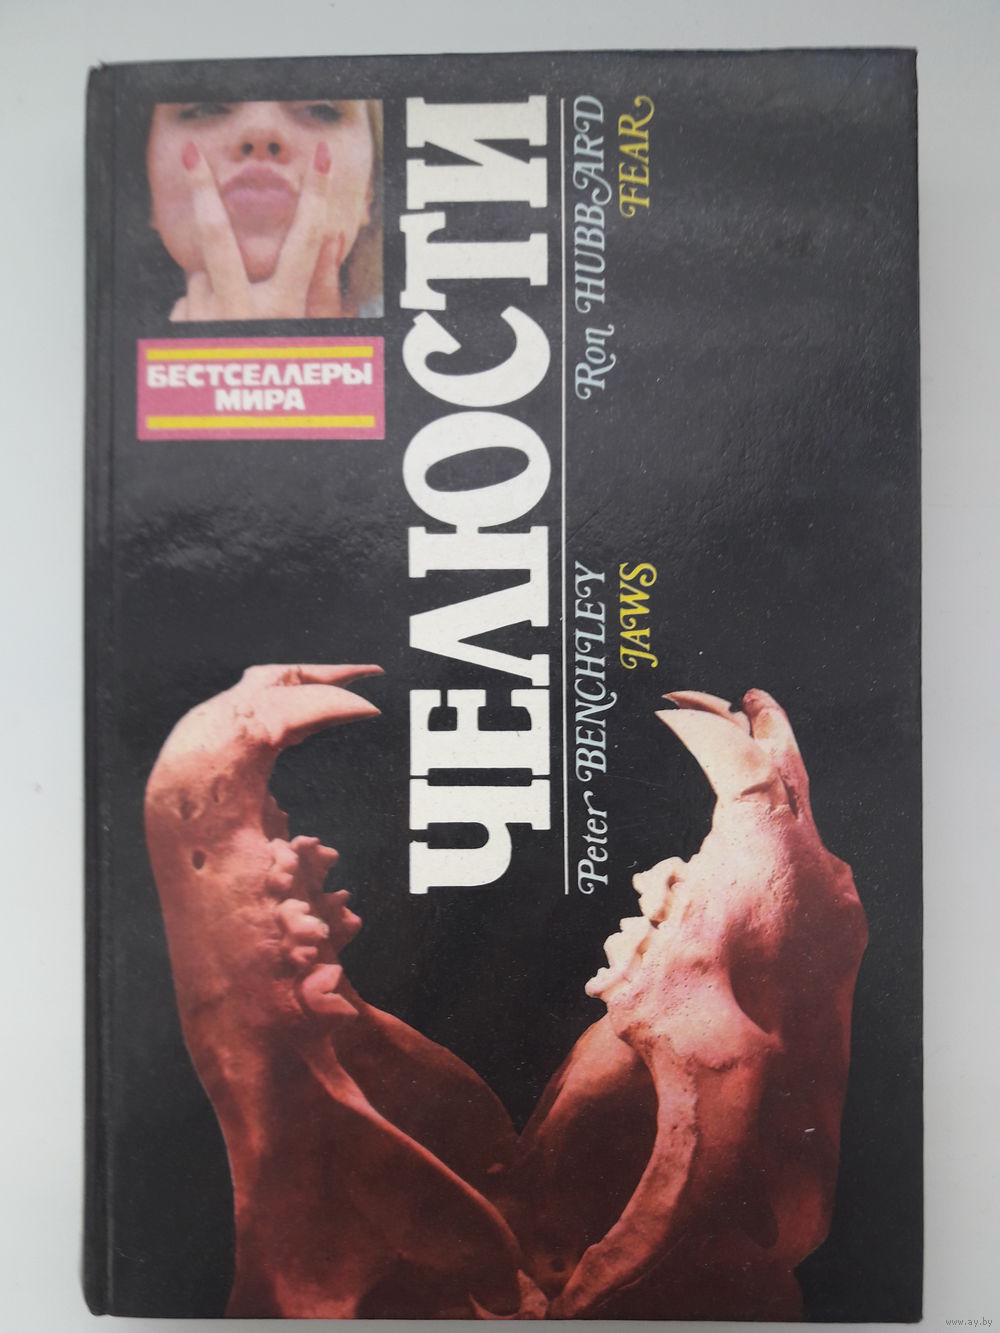 БЕСТСЕЛЛЕРЫ
МИРА
ЧЕЛЮСТИ
Peter BENCHLEY
JAWS
Ron HUBBARD
FEAR
www.ay.by